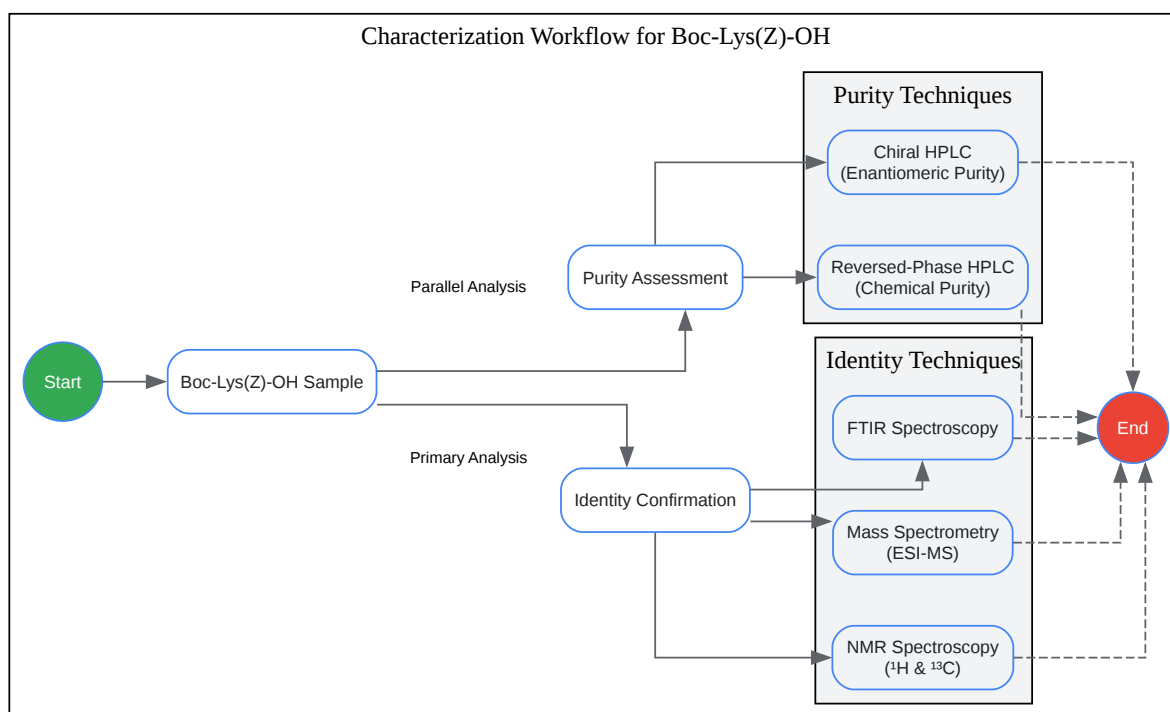 Characterization Workflow for Boc-Lys(Z)-OH
Purity Techniques
Chiral HPLC
(Enantiomeric Purity)
Purity Assessment
Reversed-Phase HPLC
(Chemical Purity)
Parallel Analysis
Start
Boc-Lys(Z)-OH Sample
Identity Techniques
FTIR Spectroscopy
End
Primary Analysis
Identity Confirmation
Mass Spectrometry
(ESI-MS)
NMR Spectroscopy
(¹H & ¹³C)